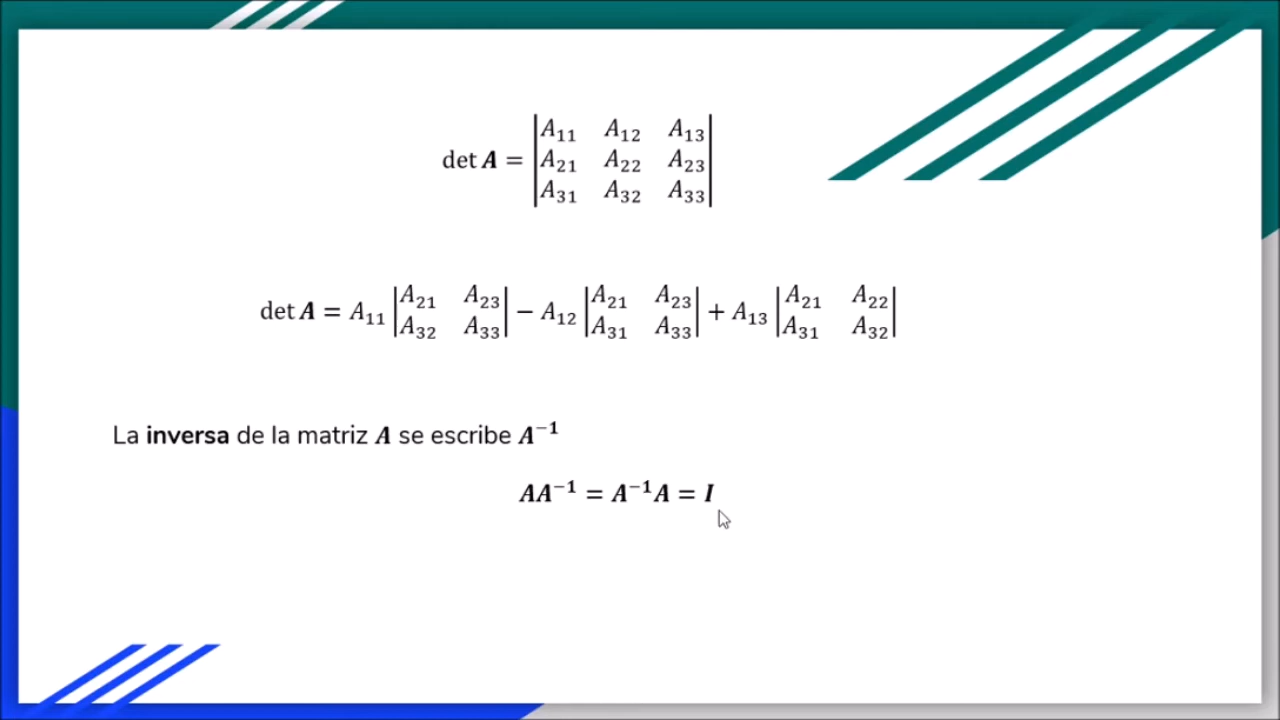 det A = |A₁₁ A₁₂ A₁₃|
|A₂₁ A₂₂ A₂₃|
|A₃₁ A₃₂ A₃₃|
det A = A₁₁ |A₂₁ A₂₃| − A₁₂ |A₂₁ A₂₃| + A₁₃ |A₂₁ A₂₂|
|A₃₂ A₃₃| |A₃₁ A₃₃| |A₃₁ A₃₂|
La inversa de la matriz A se escribe A⁻¹
AA⁻¹ = A⁻¹A = I